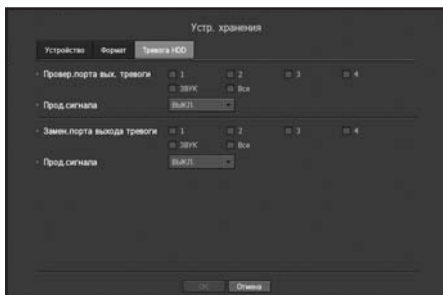 Устр. хранения
Устройство Формат Тревога HDD
Провер.порта вых. тревоги 1 2 3 4
ЗВУК Все
Прод.сигнала ВЫКЛ.
Замен.порта выхода тревоги 1 2 3 4
ЗВУК Все
Прод.сигнала ВЫКЛ.
OK Отмена